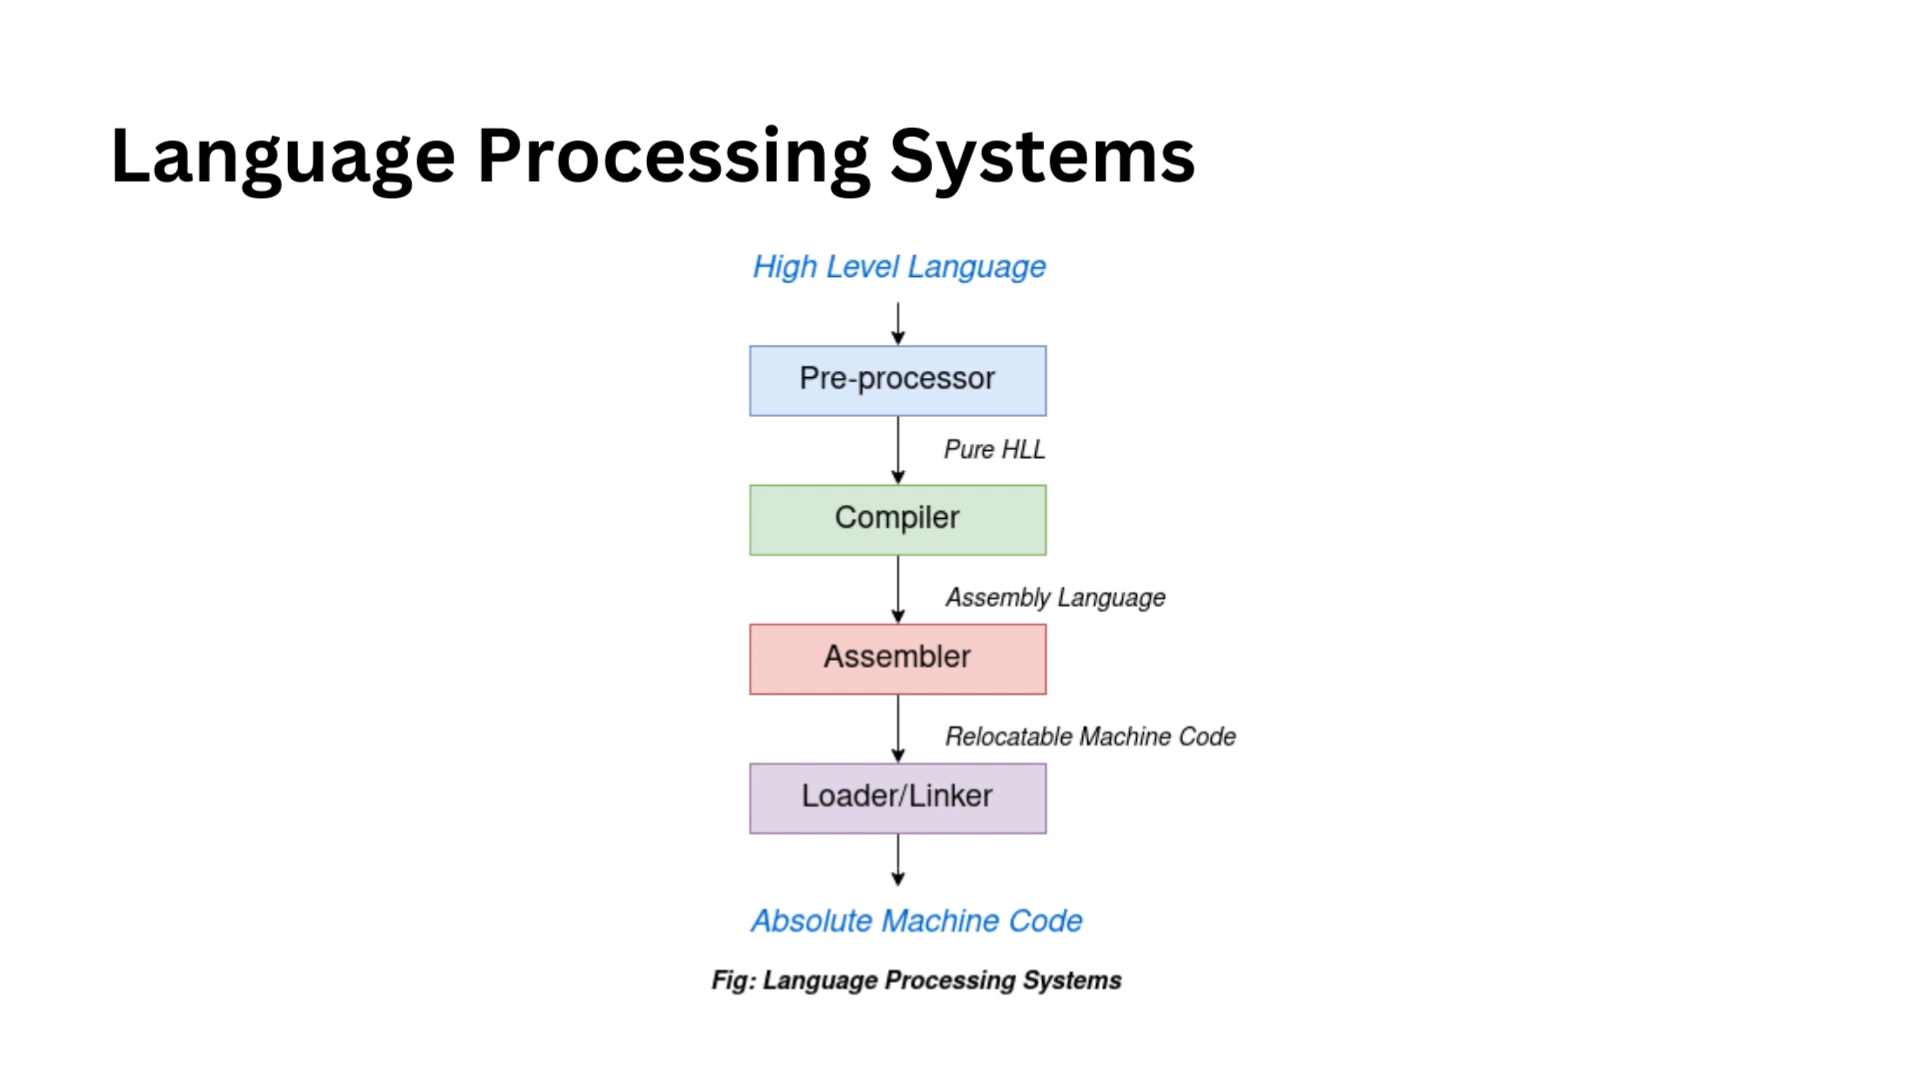 Language Processing Systems
High Level Language
Pre-processor
Pure HLL
Compiler
Assembly Language
Assembler
Relocatable Machine Code
Loader/Linker
Absolute Machine Code
Fig: Language Processing Systems